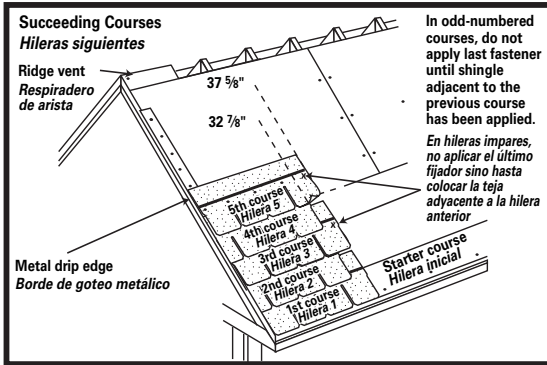 Succeeding Courses
Hileras siguientes
Ridge vent
Respiradero
de arista
37 5/8"
32 7/8"
In odd-numbered
courses, do not
apply last fastener
until shingle
adjacent to the
previous course
has been applied.
En hileras impares,
no aplicar el último
fijador sino hasta
colocar la teja
adyacente a la hilera
anterior
5th course
Hilera 5
4th course
Hilera 4
3rd course
Hilera 3
2nd course
Hilera 2
1st course
Hilera 1
Starter course
Hilera inicial
Metal drip edge
Borde de goteo metálico
x
x